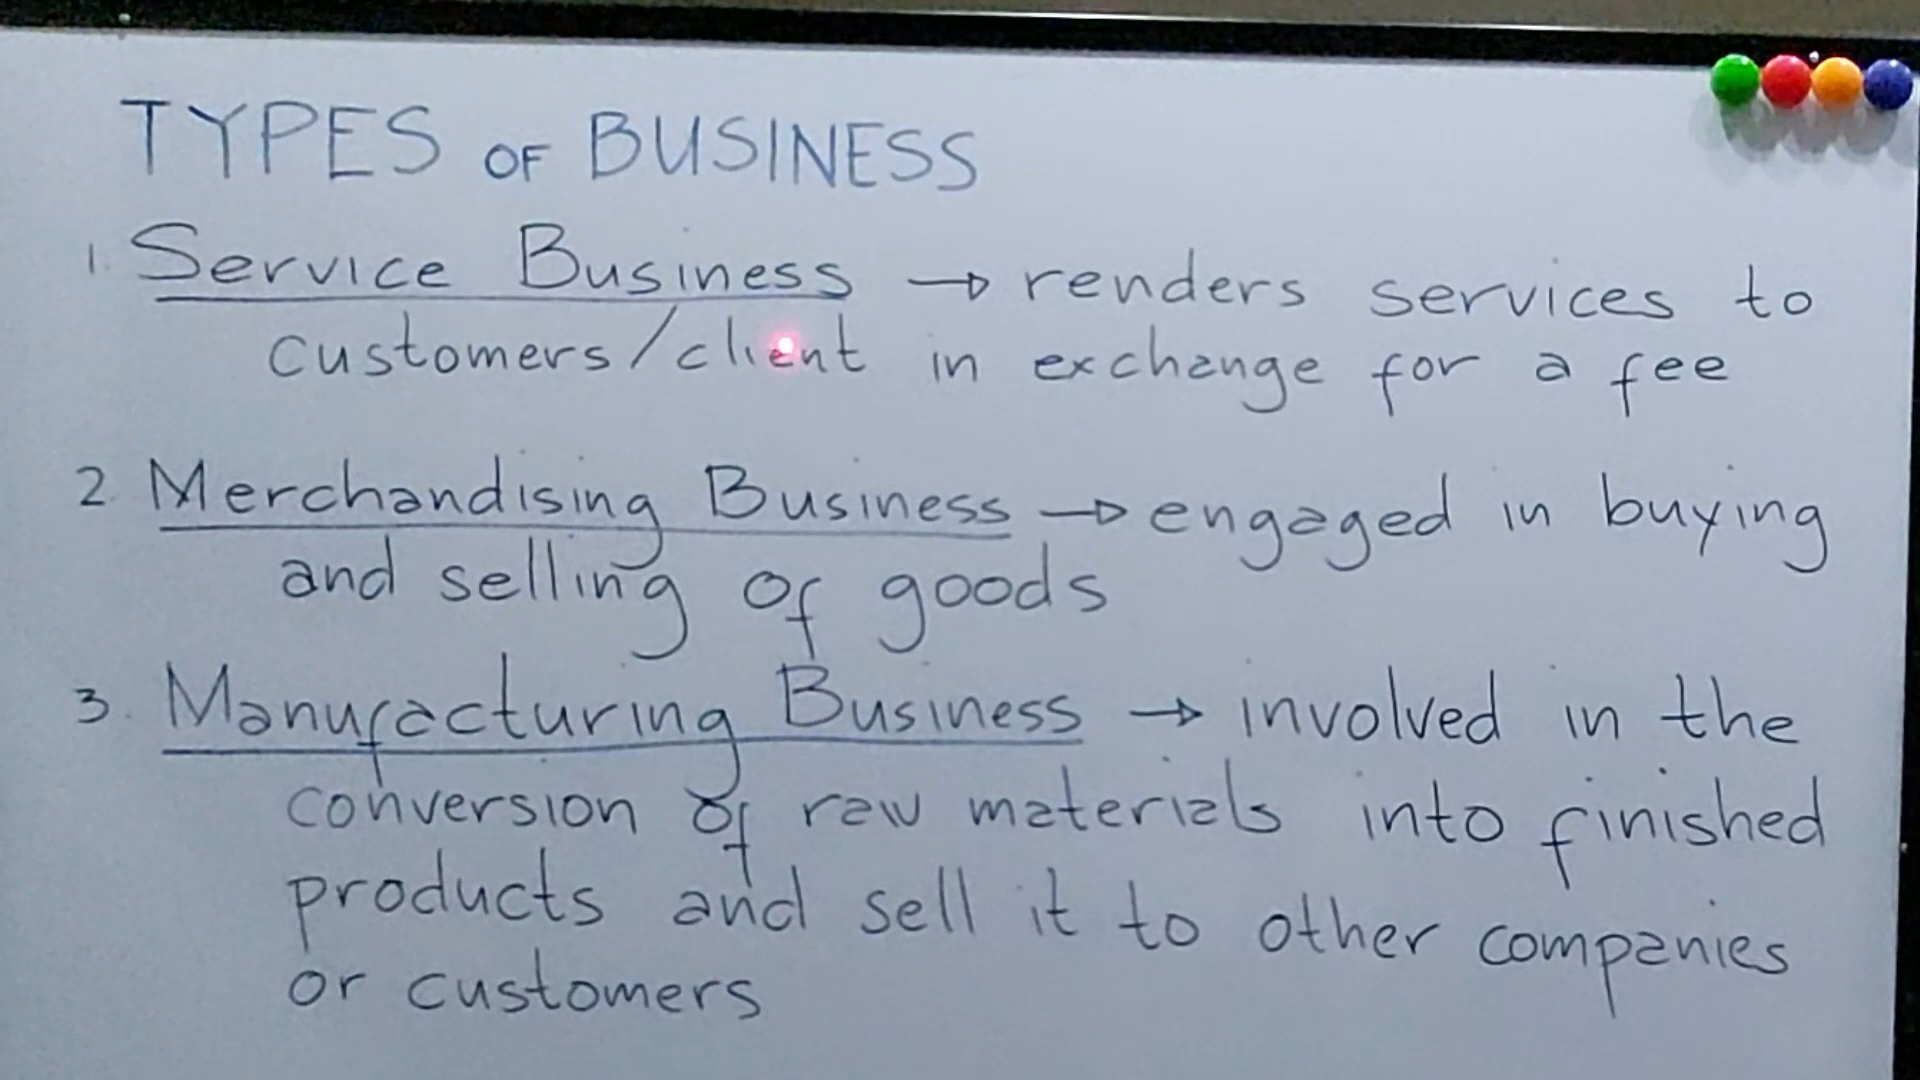 TYPES OF BUSINESS
1. Service Business → renders services to
customers/client in exchange for a fee
2. Merchandising Business → engaged in buying
and selling of goods
3. Manufacturing Business → involved in the
conversion of raw materials into finished
products and sell it to other companies
or customers